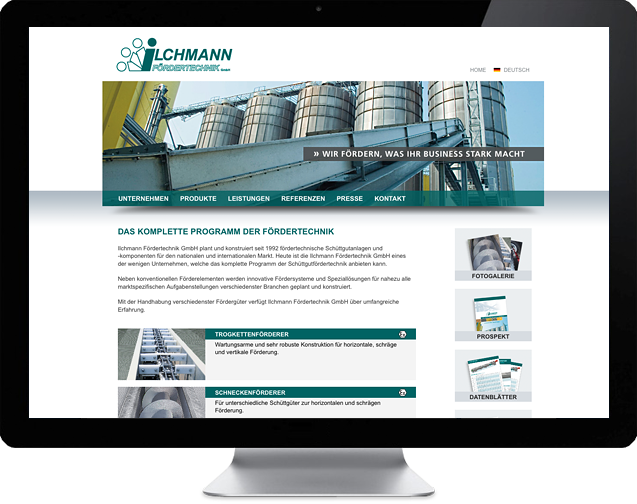 iLCHMANN
FÖRDERTECHNIK GmbH
HOME DEUTSCH
» WIR FÖRDERN, WAS IHR BUSINESS STARK MACHT
UNTERNEHMEN PRODUKTE LEISTUNGEN REFERENZEN PRESSE KONTAKT
DAS KOMPLETTE PROGRAMM DER FÖRDERTECHNIK
Ilchmann Fördertechnik GmbH plant und konstruiert seit 1992 fördertechnische Schüttgutanlagen und
-komponenten für den nationalen und internationalen Markt. Heute ist die Ilchmann Fördertechnik GmbH eines
der wenigen Unternehmen, welche das komplette Programm der Schüttgutfördertechnik anbieten kann.
Neben konventionellen Förderelementen werden innovative Fördersysteme und Speziallösungen für nahezu alle
marktspezifischen Aufgabenstellungen verschiedenster Branchen geplant und konstruiert.
Mit der Handhabung verschiedenster Fördergüter verfügt Ilchmann Fördertechnik GmbH über umfangreiche
Erfahrung.
TROGKETTENFÖRDERER
Wartungsarme und sehr robuste Konstruktion für horizontale, schräge
und vertikale Förderung.
SCHNECKENFÖRDERER
Für unterschiedliche Schüttgüter zur horizontalen und schrägen
Förderung.
FOTOGALERIE
PROSPEKT
DATENBLÄTTER